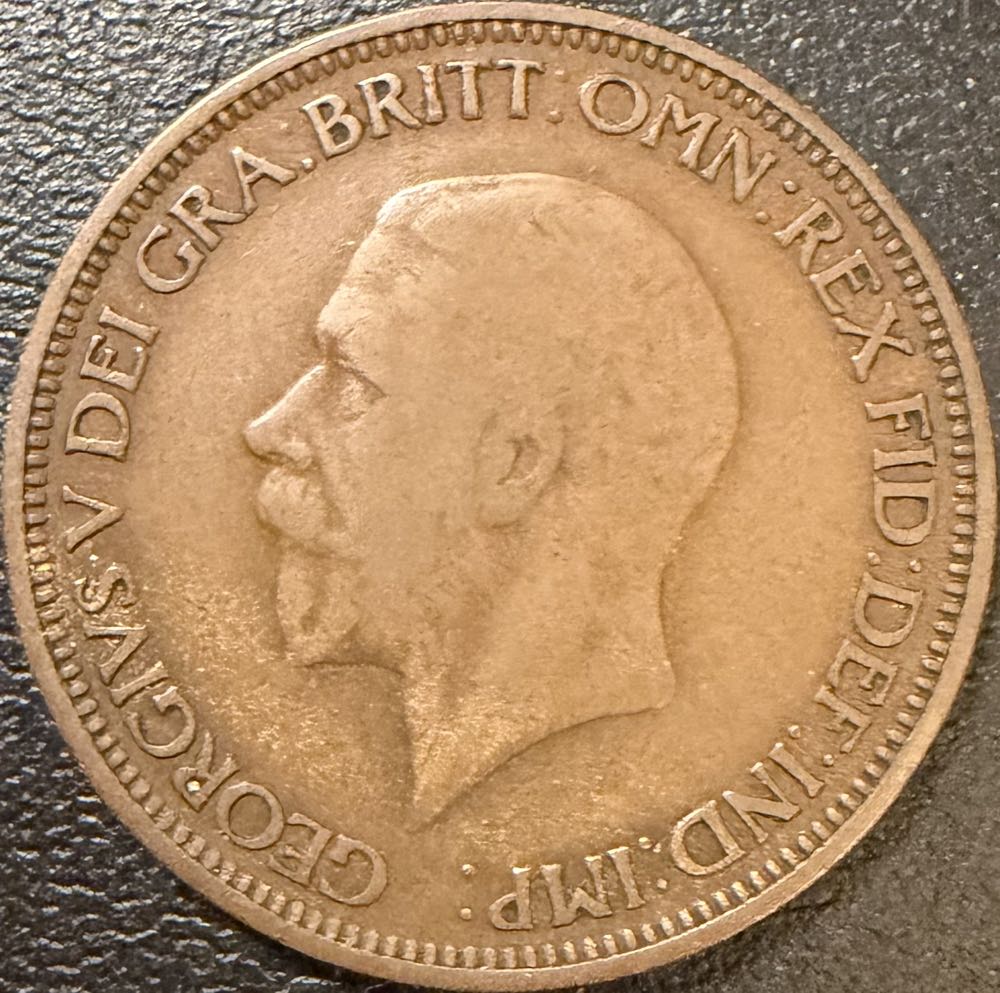 GEORGIVS V DEI GRA. BRITT: OMN: REX FID: DEF: IND: IMP: